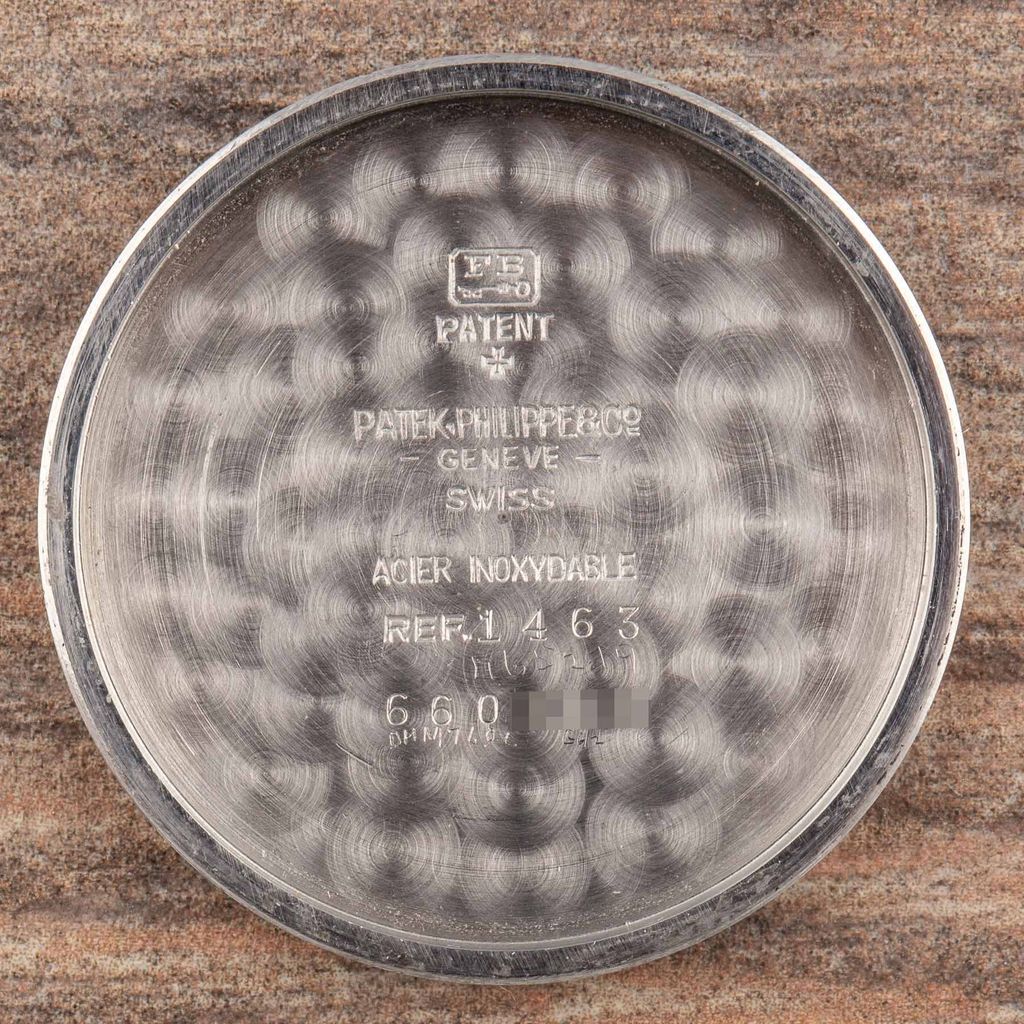 FB
PATENT
PATEK, PHILIPPE & Cº
- GENEVE -
SWISS
ACIER INOXYDABLE
REF. 1463
660